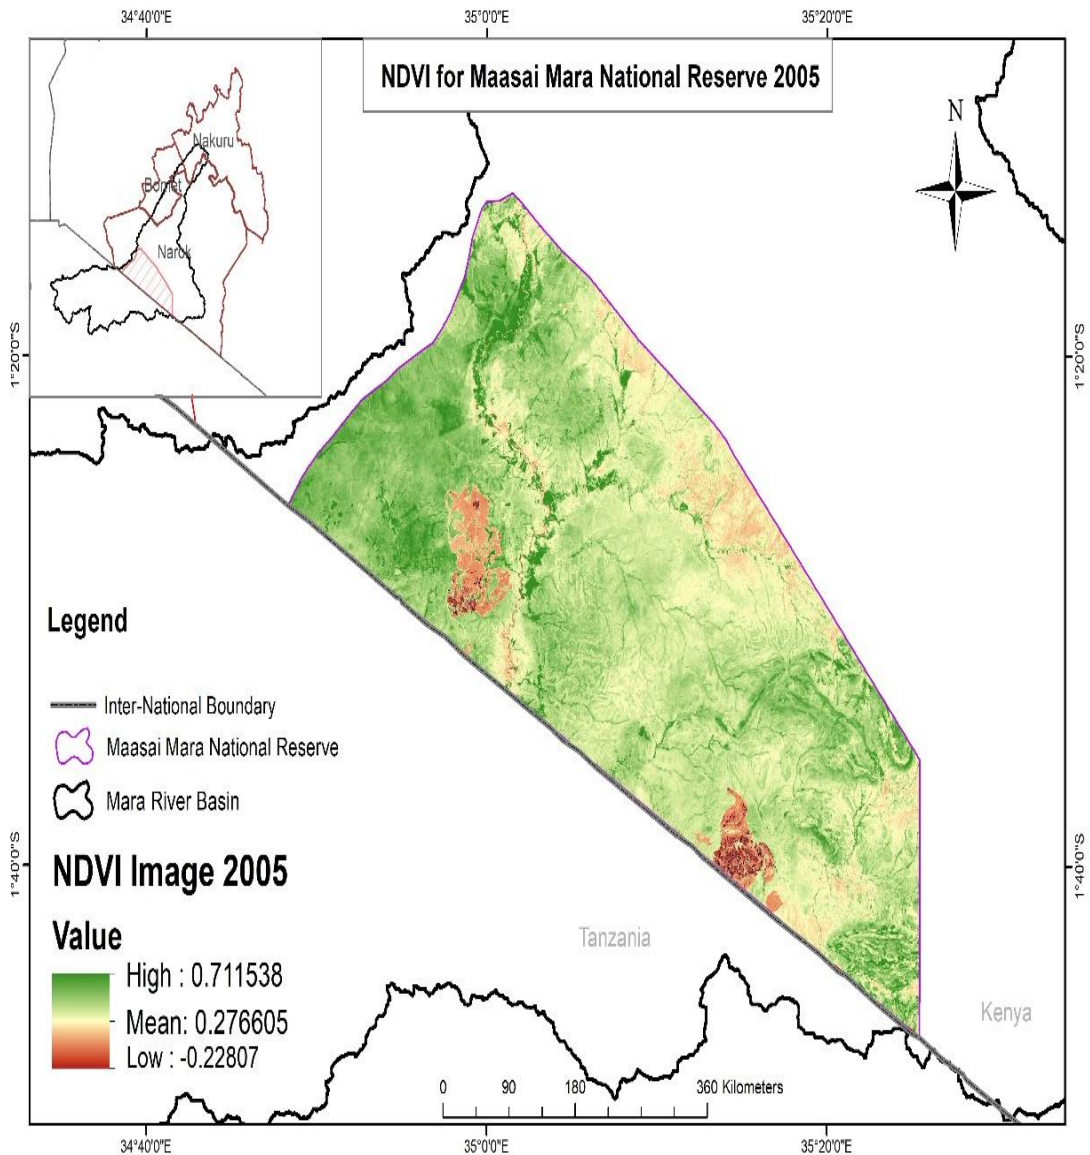 34°40'0"E
35°0'0"E
35°20'0"E
NDVI for Maasai Mara National Reserve 2005
N
Nakuru
Bomet
Narok
1°20'0"S
1°20'0"S
Legend
Inter-National Boundary
Maasai Mara National Reserve
Mara River Basin
NDVI Image 2005
Value
High : 0.711538
Mean: 0.276605
Low : -0.22807
1°40'0"S
1°40'0"S
Tanzania
Kenya
0 90 180 360 Kilometers
34°40'0"E
35°0'0"E
35°20'0"E